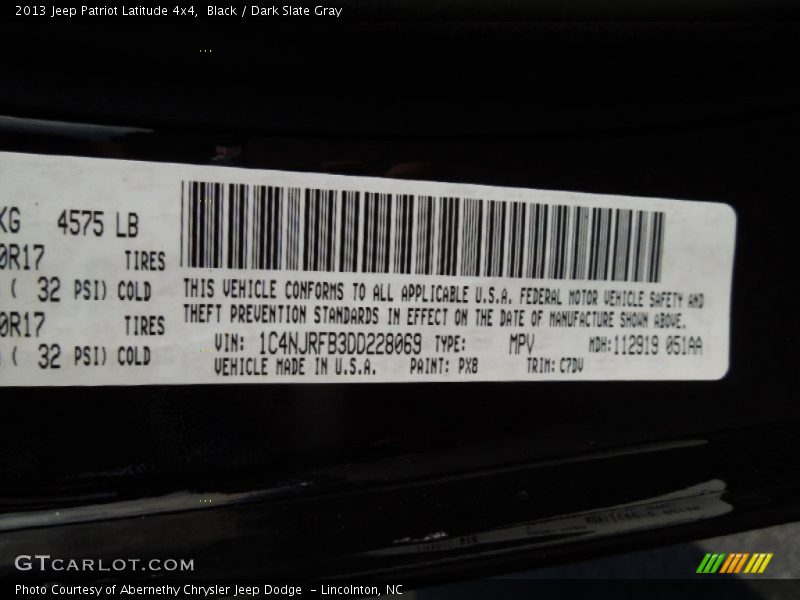 2013 Jeep Patriot Latitude 4x4,  Black / Dark Slate Gray
KG 4575 LB
0R17 TIRES
( 32 PSI) COLD
0R17 TIRES
( 32 PSI) COLD
THIS VEHICLE CONFORMS TO ALL APPLICABLE U.S.A. FEDERAL MOTOR VEHICLE SAFETY AND
THEFT PREVENTION STANDARDS IN EFFECT ON THE DATE OF MANUFACTURE SHOWN ABOVE.
VIN: 1C4NJRFB3DD228069 TYPE: MPV MDH:112919 051AA
VEHICLE MADE IN U.S.A. PAINT: PX8 TRIM: C7DV
GTCARLOT.COM
Photo Courtesy of Abernethy Chrysler Jeep Dodge  - Lincolnton, NC